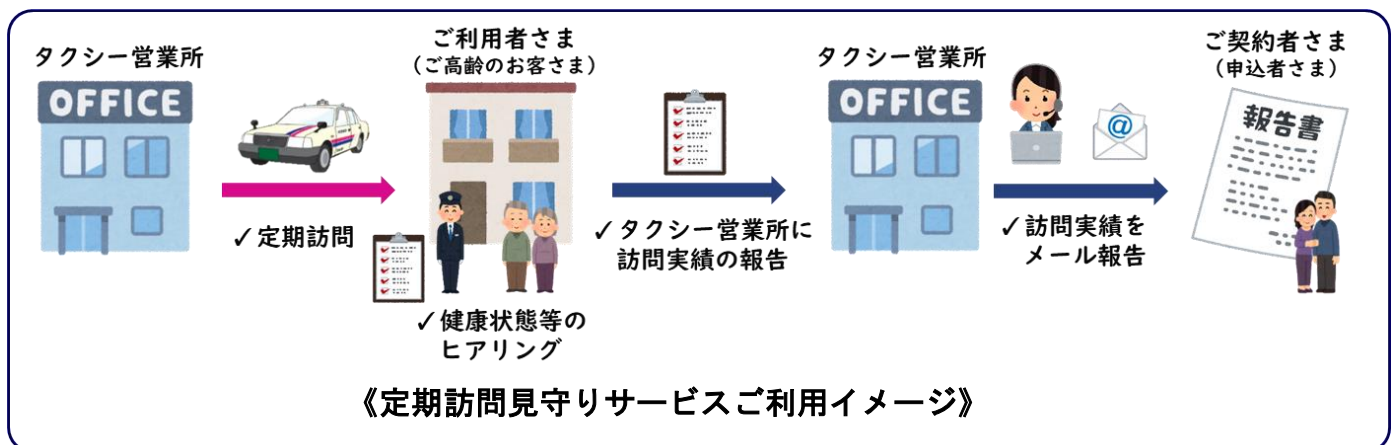 タクシー営業所
OFFICE
✓定期訪問
ご利用者さま
(ご高齢のお客さま)
✓健康状態等の
ヒアリング
✓タクシー営業所に
訪問実績の報告
タクシー営業所
OFFICE
@
✓訪問実績を
メール報告
ご契約者さま
(申込者さま)
報告書
《定期訪問見守りサービスご利用イメージ》